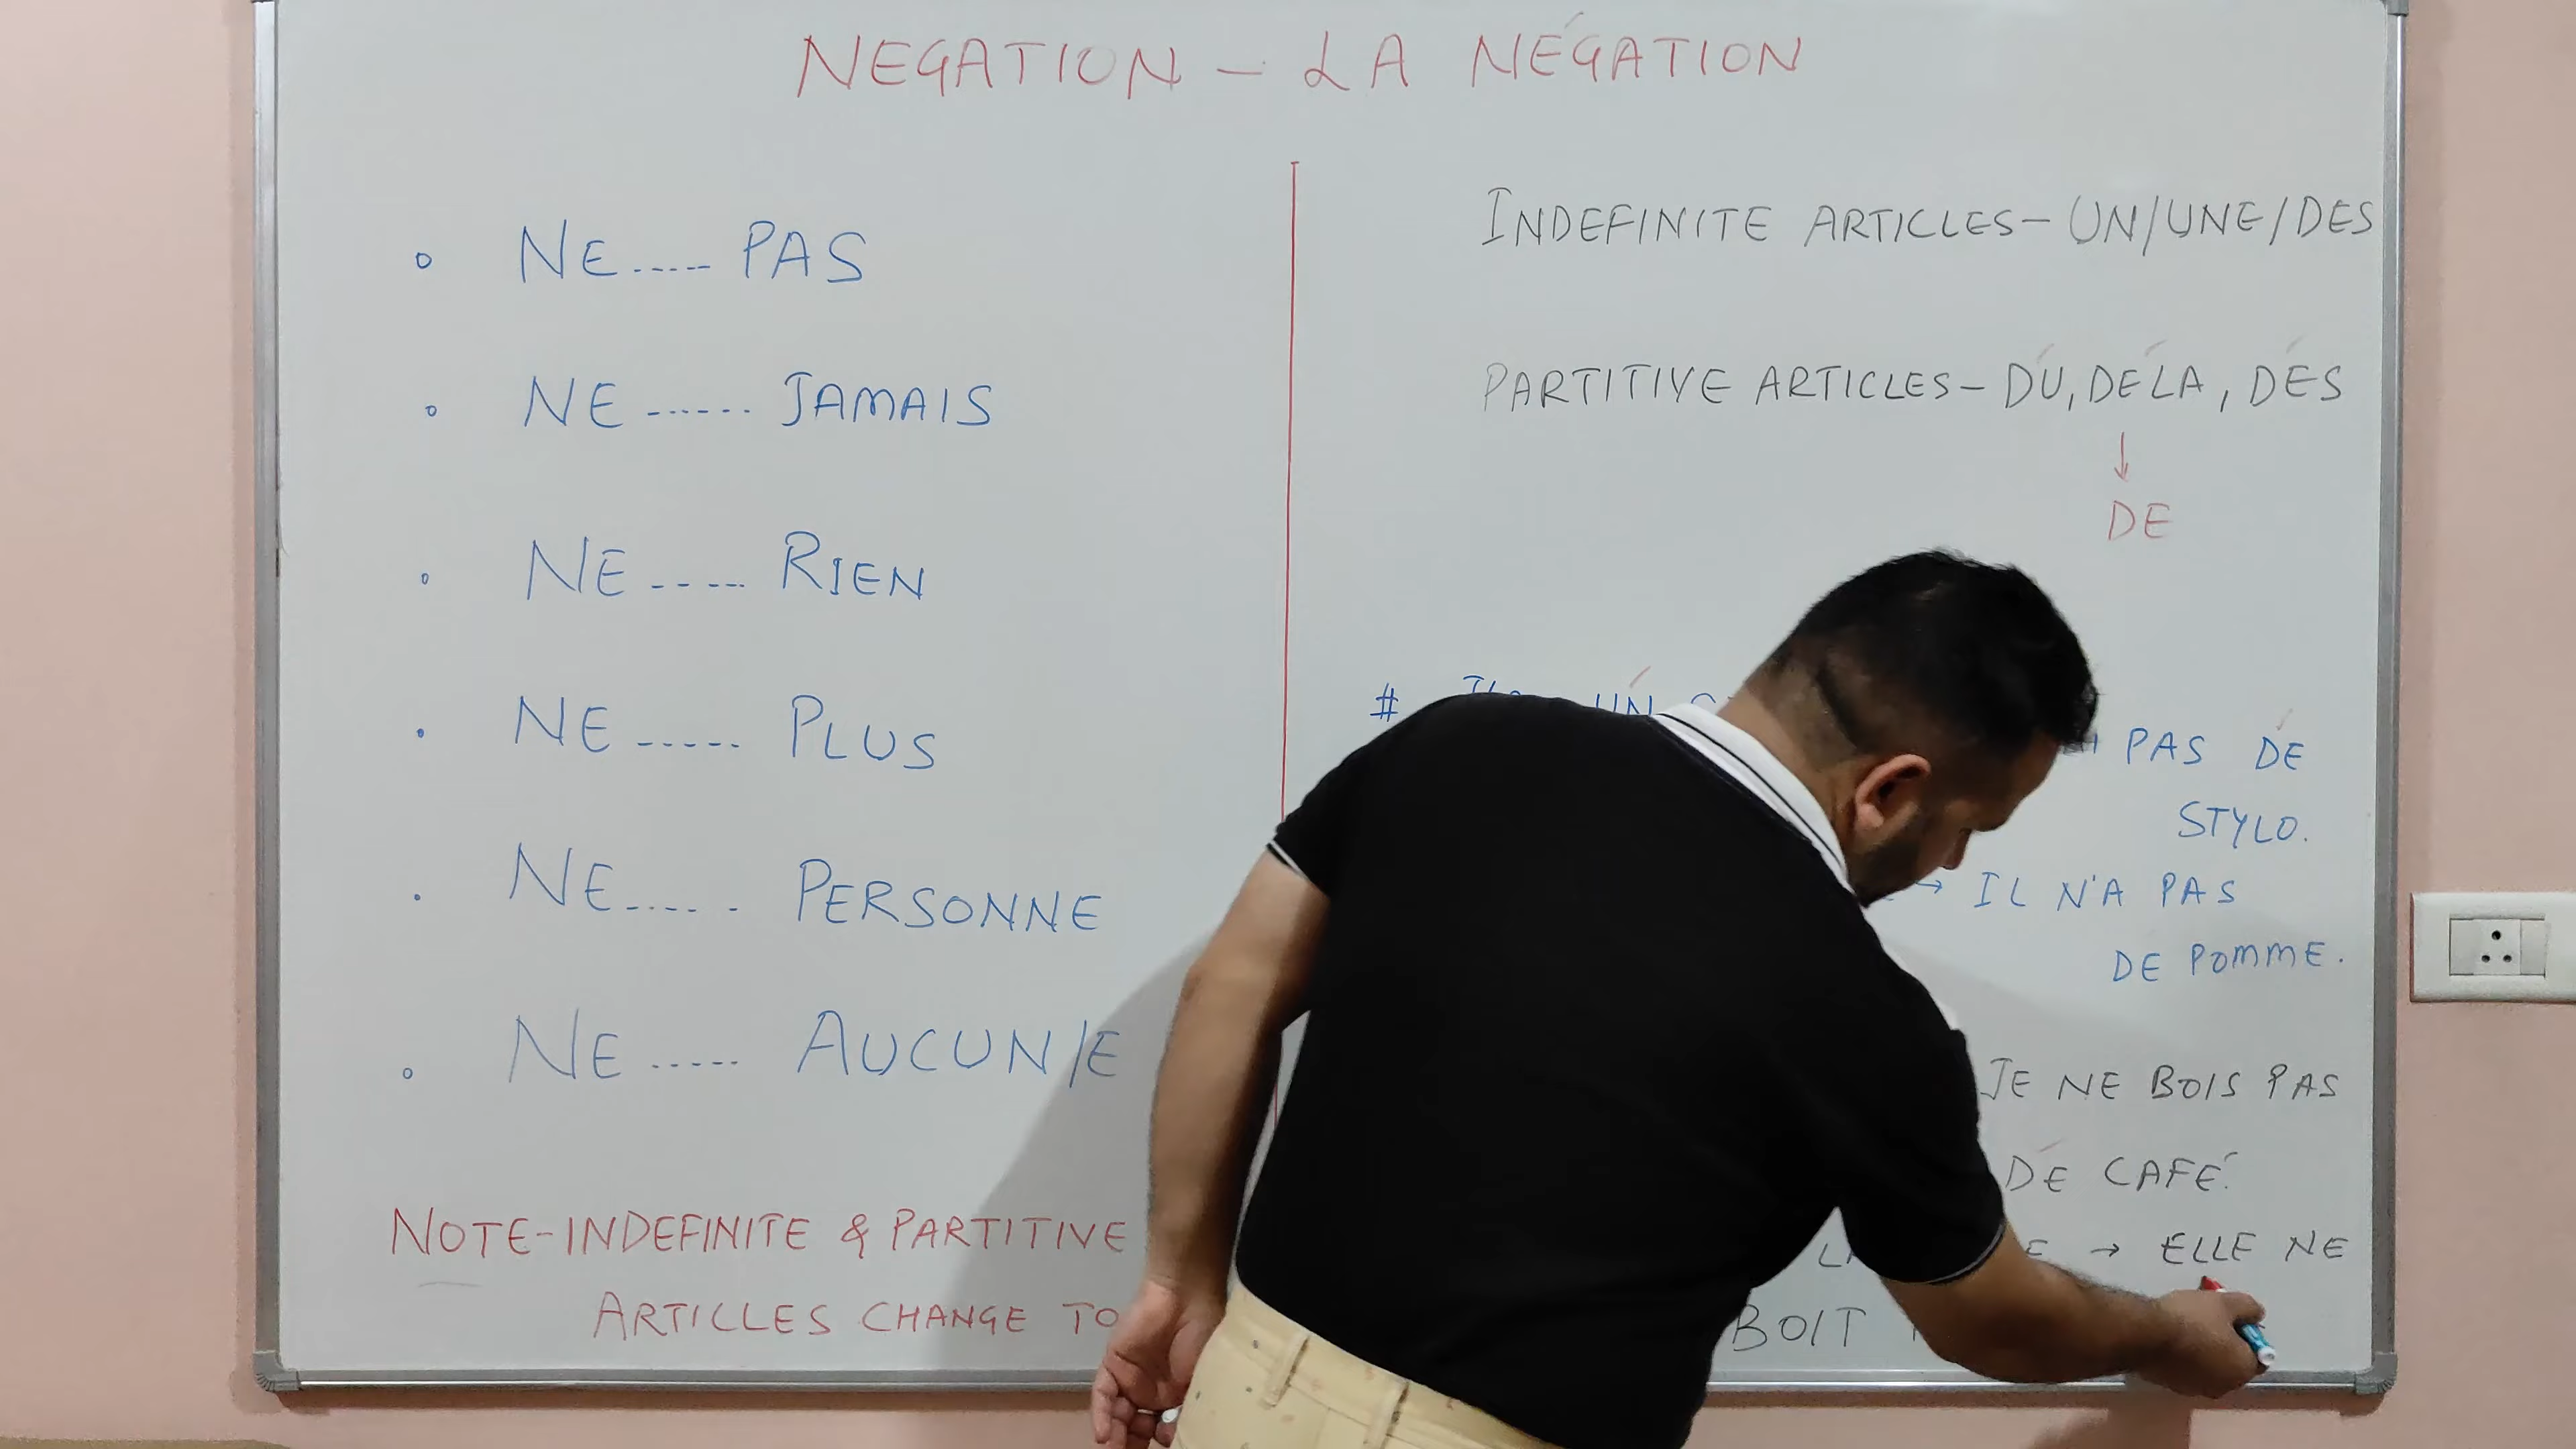 NEGATION - LA NÉGATION
NE..... PAS
NE...... JAMAIS
NE..... RIEN
NE..... PLUS
NE..... PERSONNE
NE..... AUCUN/E
NOTE-INDEFINITE & PARTITIVE
ARTICLES CHANGE TO
INDEFINITE ARTICLES- UN/UNE/DES
PARTITIVE ARTICLES- DU, DE LA, DES
↓
DE
# UN
PAS DE
STYLO.
→ IL N'A PAS
DE POMME.
JE NE BOIS PAS
DE CAFÉ.
→ ELLE NE
BOIT